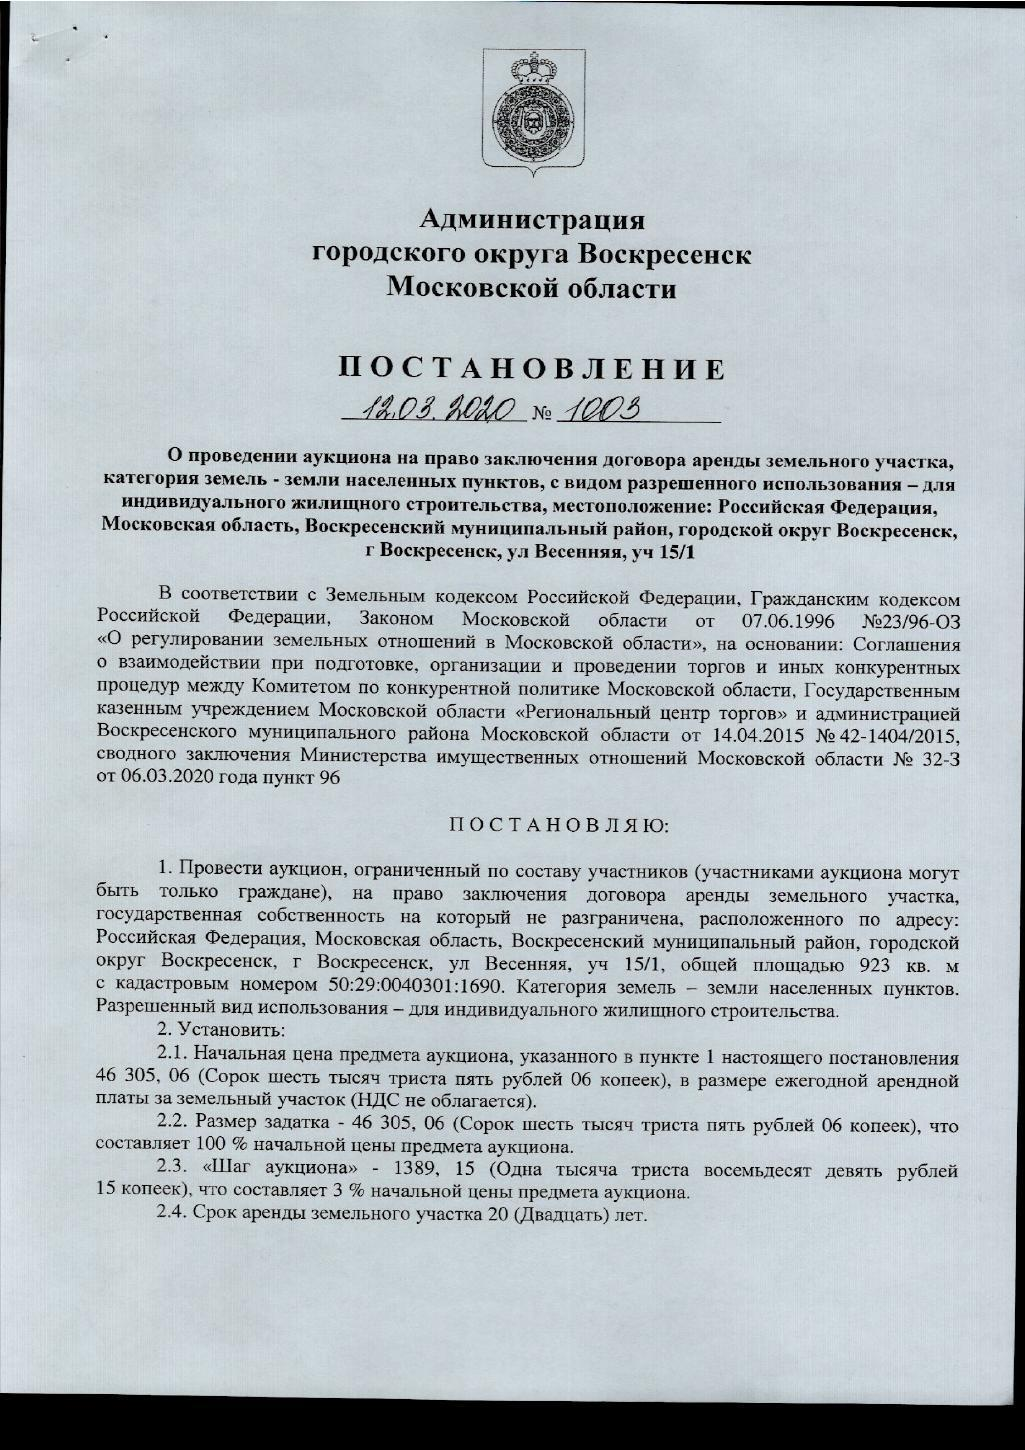 Администрация
городского округа Воскресенск
Московской области
ПОСТАНОВЛЕНИЕ
12.03.2020 № 1003
О проведении аукциона на право заключения договора аренды земельного участка,
категория земель - земли населенных пунктов, с видом разрешенного использования – для
индивидуального жилищного строительства, местоположение: Российская Федерация,
Московская область, Воскресенский муниципальный район, городской округ Воскресенск,
г Воскресенск, ул Весенняя, уч 15/1
В соответствии с Земельным кодексом Российской Федерации, Гражданским кодексом
Российской Федерации, Законом Московской области от 07.06.1996 №23/96-ОЗ
«О регулировании земельных отношений в Московской области», на основании: Соглашения
о взаимодействии при подготовке, организации и проведении торгов и иных конкурентных
процедур между Комитетом по конкурентной политике Московской области, Государственным
казенным учреждением Московской области «Региональный центр торгов» и администрацией
Воскресенского муниципального района Московской области от 14.04.2015 № 42-1404/2015,
сводного заключения Министерства имущественных отношений Московской области № 32-З
от 06.03.2020 года пункт 96
ПОСТАНОВЛЯЮ:
1. Провести аукцион, ограниченный по составу участников (участниками аукциона могут
быть только граждане), на право заключения договора аренды земельного участка,
государственная собственность на который не разграничена, расположенного по адресу:
Российская Федерация, Московская область, Воскресенский муниципальный район, городской
округ Воскресенск, г Воскресенск, ул Весенняя, уч 15/1, общей площадью 923 кв. м
с кадастровым номером 50:29:0040301:1690. Категория земель – земли населенных пунктов.
Разрешенный вид использования – для индивидуального жилищного строительства.
2. Установить:
2.1. Начальная цена предмета аукциона, указанного в пункте 1 настоящего постановления
46 305, 06 (Сорок шесть тысяч триста пять рублей 06 копеек), в размере ежегодной арендной
платы за земельный участок (НДС не облагается).
2.2. Размер задатка - 46 305, 06 (Сорок шесть тысяч триста пять рублей 06 копеек), что
составляет 100 % начальной цены предмета аукциона.
2.3. «Шаг аукциона» - 1389, 15 (Одна тысяча триста восемьдесят девять рублей
15 копеек), что составляет 3 % начальной цены предмета аукциона.
2.4. Срок аренды земельного участка 20 (Двадцать) лет.